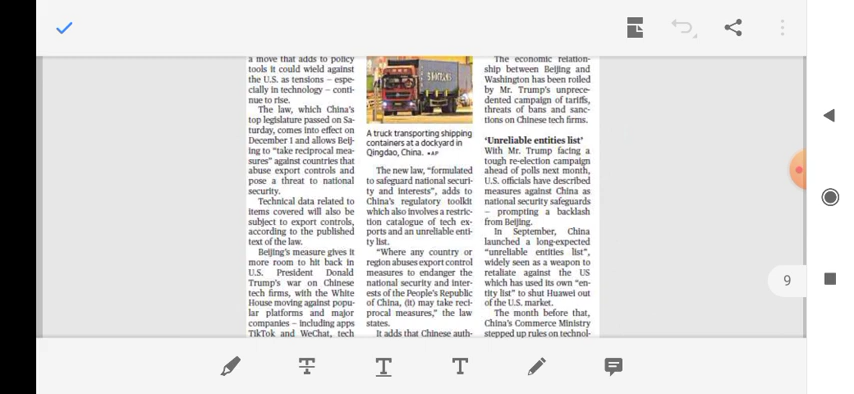 a move that adds to policy
tools it could wield against
the U.S. as tensions – espe-
cially in technology – conti-
nue to rise.
The law, which China's
top legislature passed on Sa-
turday, comes into effect on
December 1 and allows Beij-
ing to “take reciprocal mea-
sures” against countries that
abuse export controls and
pose a threat to national
security.
Technical data related to
items covered will also be
subject to export controls,
according to the published
text of the law.
Beijing's measure gives it
more room to hit back in
U.S. President Donald
Trump's war on Chinese
tech firms, with the White
House moving against popu-
lar platforms and major
companies – including apps
TikTok and WeChat, tech
A truck transporting shipping
containers at a dockyard in
Qingdao, China. •AP
The new law, “formulated
to safeguard national securi-
ty and interests”, adds to
China's regulatory toolkit
which also involves a restric-
tion catalogue of tech ex-
ports and an unreliable enti-
ty list.
“Where any country or
region abuses export control
measures to endanger the
national security and inter-
ests of the People's Republic
of China, (it) may take reci-
procal measures,” the law
states.
It adds that Chinese auth-
The economic relation-
ship between Beijing and
Washington has been roiled
by Mr. Trump's unprece-
dented campaign of tariffs,
threats of bans and sanc-
tions on Chinese tech firms.
‘Unreliable entities list’
With Mr. Trump facing a
tough re-election campaign
ahead of polls next month,
U.S. officials have described
measures against China as
national security safeguards
– prompting a backlash
from Beijing.
In September, China
launched a long-expected
“unreliable entities list”,
widely seen as a weapon to
retaliate against the US
which has used its own “en-
tity list” to shut Huawei out
of the U.S. market.
The month before that,
China's Commerce Ministry
stepped up rules on technol-
9
T
T
T